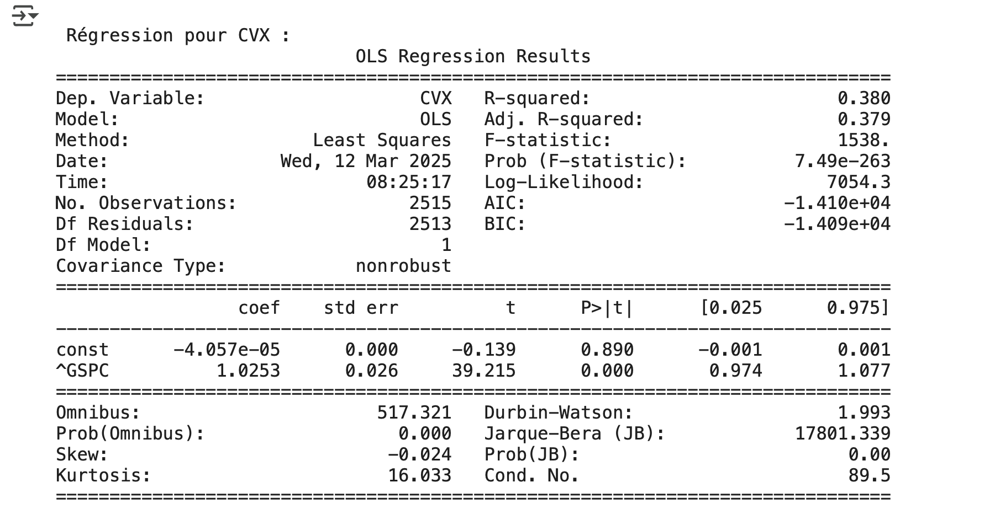 Régression pour CVX :
OLS Regression Results
==============================================================================
Dep. Variable:                    CVX   R-squared:                       0.380
Model:                            OLS   Adj. R-squared:                  0.379
Method:                 Least Squares   F-statistic:                     1538.
Date:                Wed, 12 Mar 2025   Prob (F-statistic):          7.49e-263
Time:                        08:25:17   Log-Likelihood:                 7054.3
No. Observations:                2515   AIC:                        -1.410e+04
Df Residuals:                    2513   BIC:                        -1.409e+04
Df Model:                           1
Covariance Type:            nonrobust
==============================================================================
                 coef    std err          t      P>|t|      [0.025      0.975]
------------------------------------------------------------------------------
const      -4.057e-05      0.000     -0.139      0.890      -0.001       0.001
^GSPC          1.0253      0.026     39.215      0.000       0.974       1.077
==============================================================================
Omnibus:                      517.321   Durbin-Watson:                   1.993
Prob(Omnibus):                  0.000   Jarque-Bera (JB):            17801.339
Skew:                          -0.024   Prob(JB):                         0.00
Kurtosis:                      16.033   Cond. No.                         89.5
==============================================================================